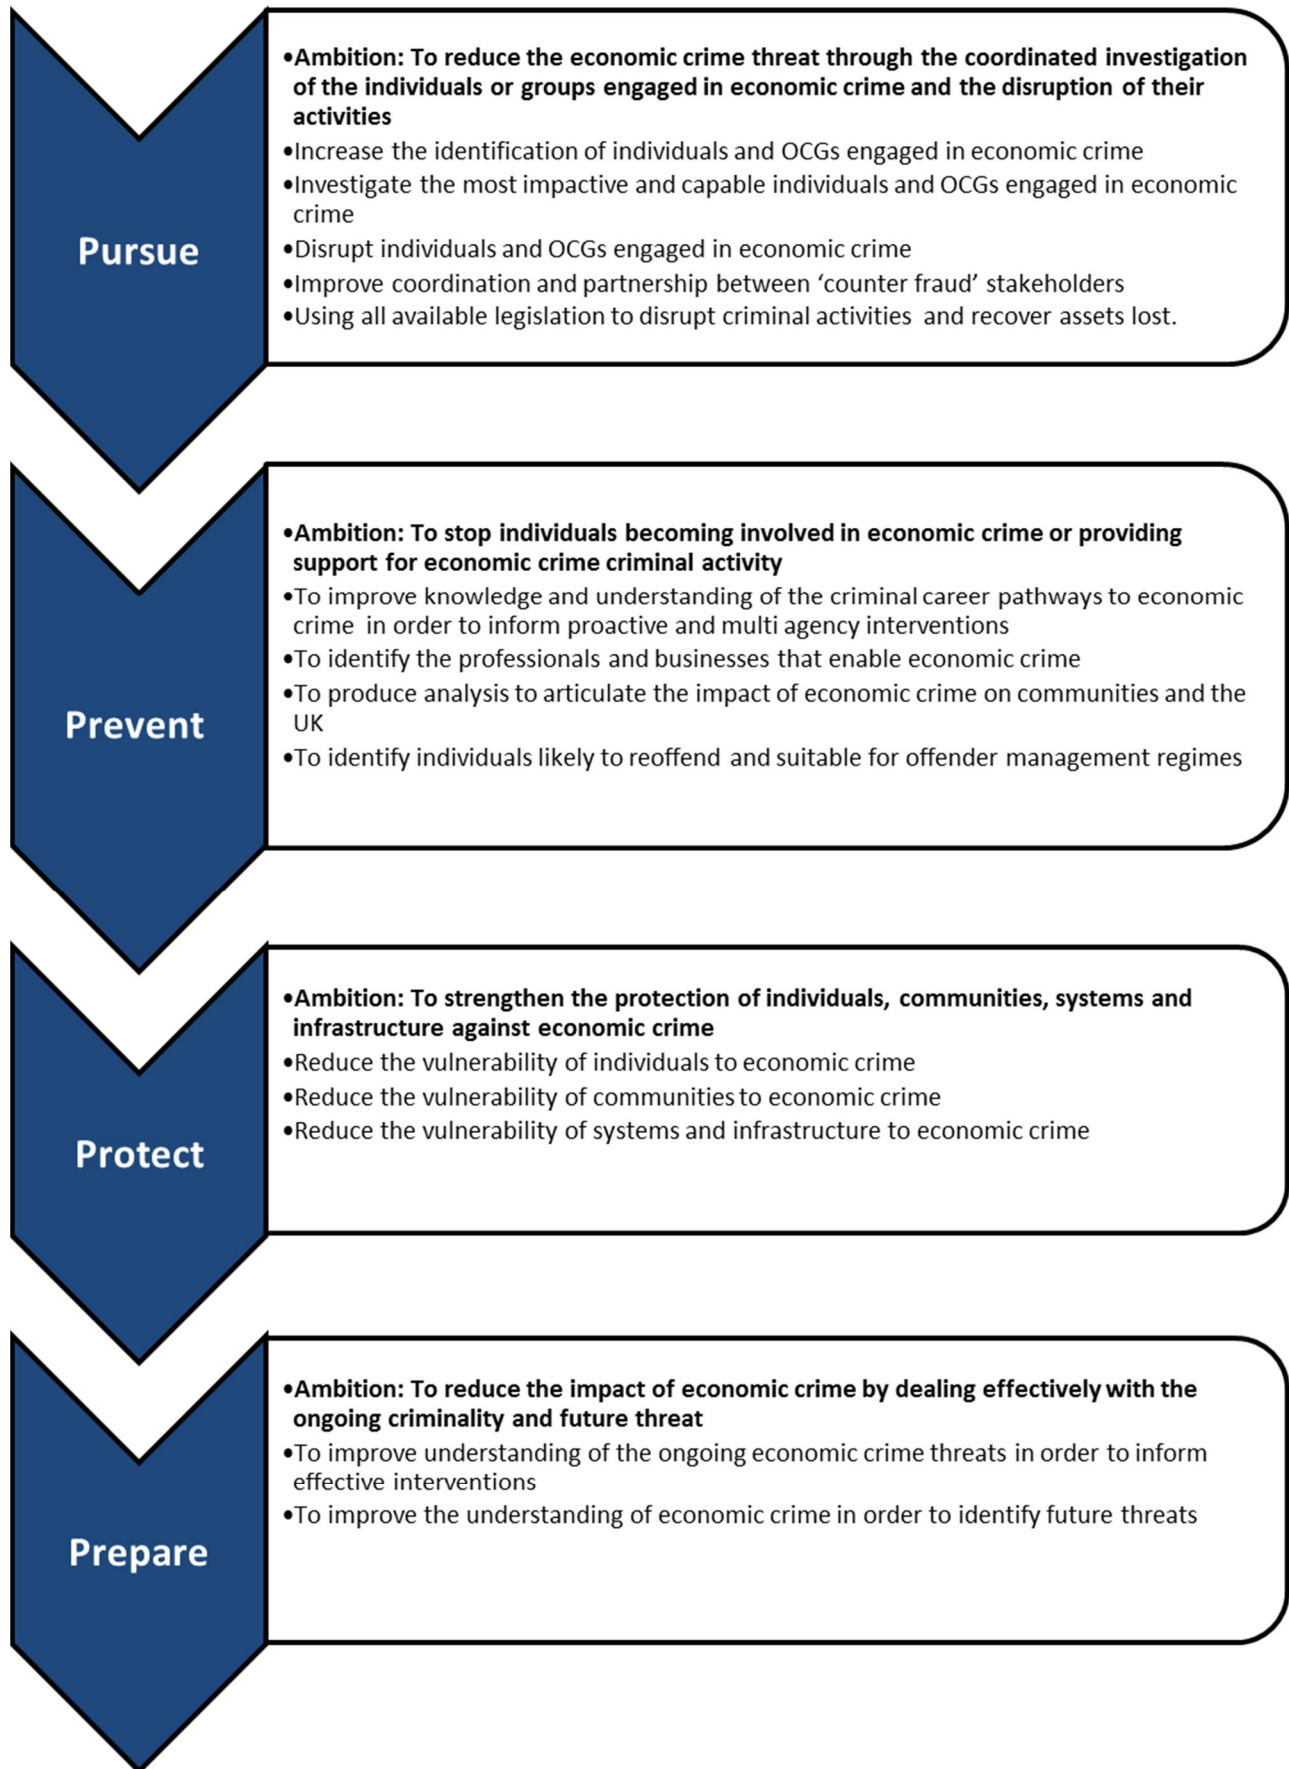 Pursue
•Ambition: To reduce the economic crime threat through the coordinated investigation
of the individuals or groups engaged in economic crime and the disruption of their
activities
•Increase the identification of individuals and OCGs engaged in economic crime
•Investigate the most impactive and capable individuals and OCGs engaged in economic
crime
•Disrupt individuals and OCGs engaged in economic crime
•Improve coordination and partnership between ‘counter fraud’ stakeholders
•Using all available legislation to disrupt criminal activities and recover assets lost.
Prevent
•Ambition: To stop individuals becoming involved in economic crime or providing
support for economic crime criminal activity
•To improve knowledge and understanding of the criminal career pathways to economic
crime in order to inform proactive and multi agency interventions
•To identify the professionals and businesses that enable economic crime
•To produce analysis to articulate the impact of economic crime on communities and the
UK
•To identify individuals likely to reoffend and suitable for offender management regimes
Protect
•Ambition: To strengthen the protection of individuals, communities, systems and
infrastructure against economic crime
•Reduce the vulnerability of individuals to economic crime
•Reduce the vulnerability of communities to economic crime
•Reduce the vulnerability of systems and infrastructure to economic crime
Prepare
•Ambition: To reduce the impact of economic crime by dealing effectively with the
ongoing criminality and future threat
•To improve understanding of the ongoing economic crime threats in order to inform
effective interventions
•To improve the understanding of economic crime in order to identify future threats